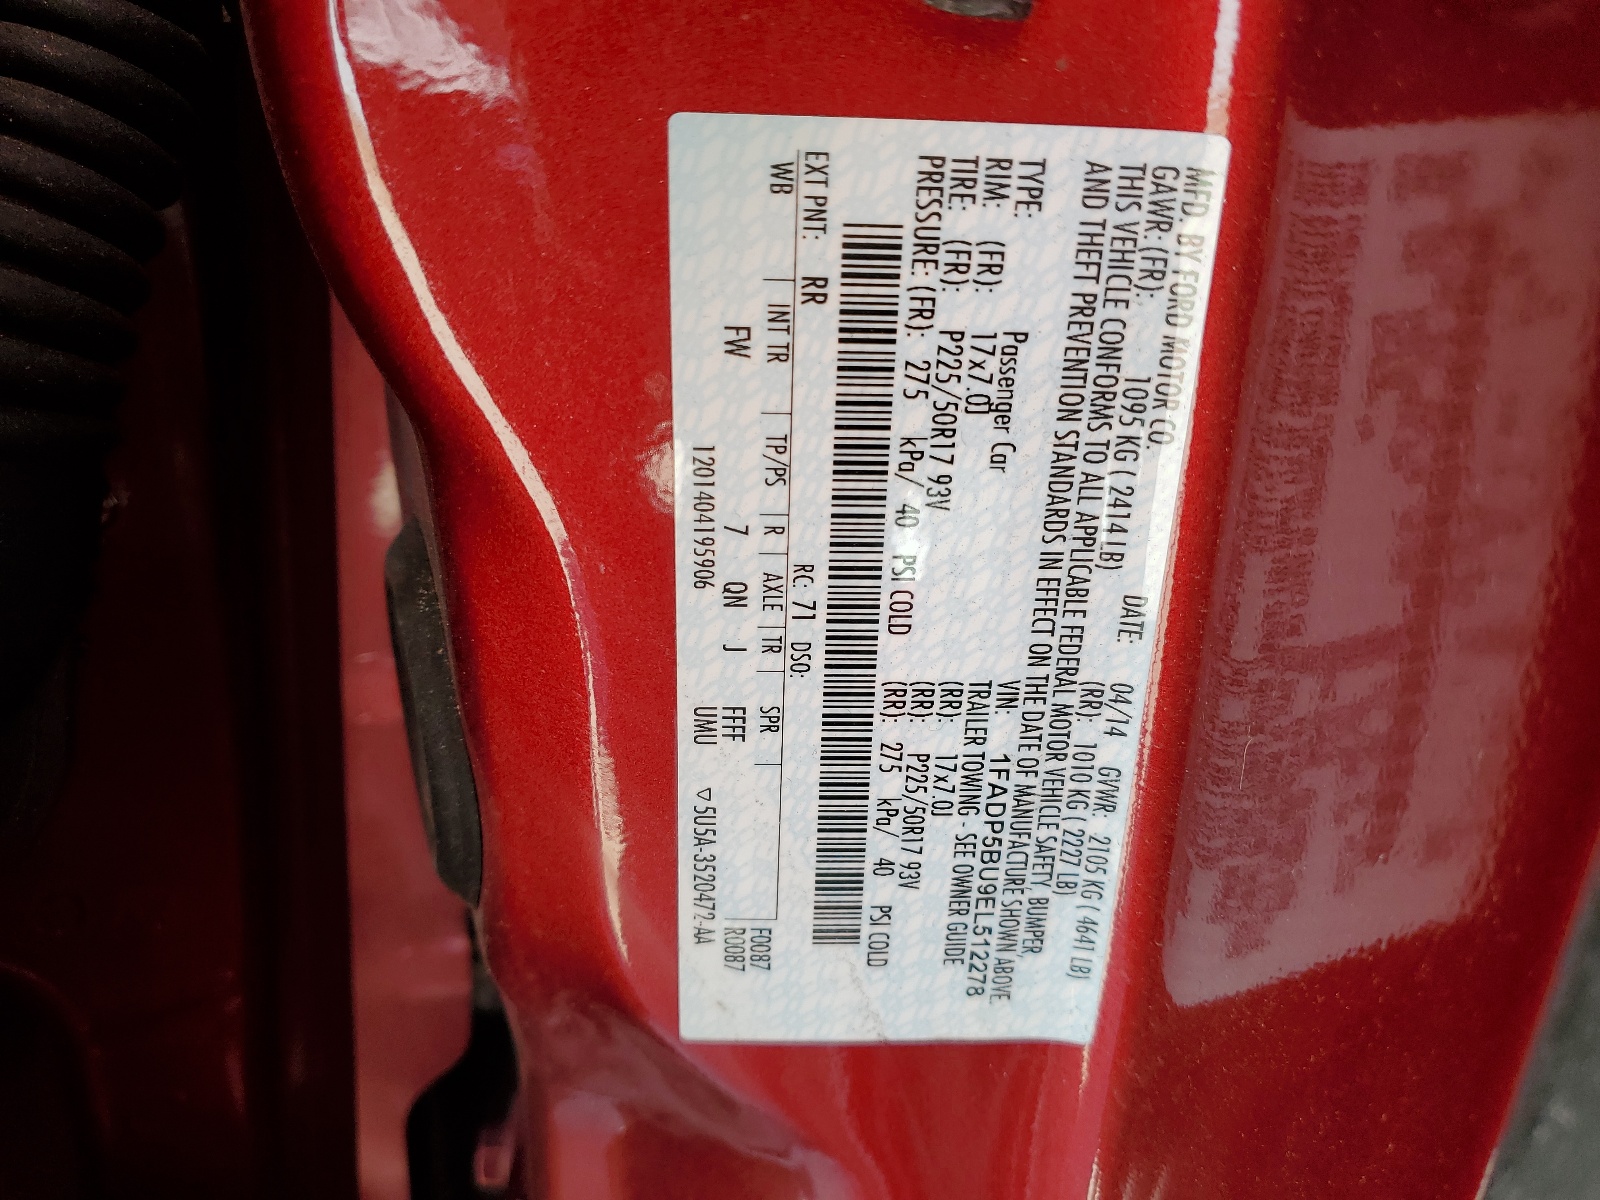 MFD. BY FORD MOTOR CO.
DATE: 04/14 GVWR: 2105 KG ( 4641 LB)
GAWR: (FR): 1095 KG ( 2414 LB) (RR): 1010 KG ( 2227 LB)
THIS VEHICLE CONFORMS TO ALL APPLICABLE FEDERAL MOTOR VEHICLE SAFETY, BUMPER,
AND THEFT PREVENTION STANDARDS IN EFFECT ON THE DATE OF MANUFACTURE SHOWN ABOVE.
VIN: 1FADP5BU9EL512278
TYPE: Passenger Car TRAILER TOWING - SEE OWNER GUIDE
RIM: (FR): 17x7.0J (RR): 17x7.0J
TIRE: (FR): P225/50R17 93V (RR): P225/50R17 93V
PRESSURE: (FR): 275 kPa/ 40 PSI COLD (RR): 275 kPa/ 40 PSI COLD
EXT PNT: RR RC: 71 DSO:
WB INT TR TP/PS R AXLE TR SPR F0087
FW 7 QN J FFFF R0087
120140419590​6 UMU ▽5U5A-3520472-AA